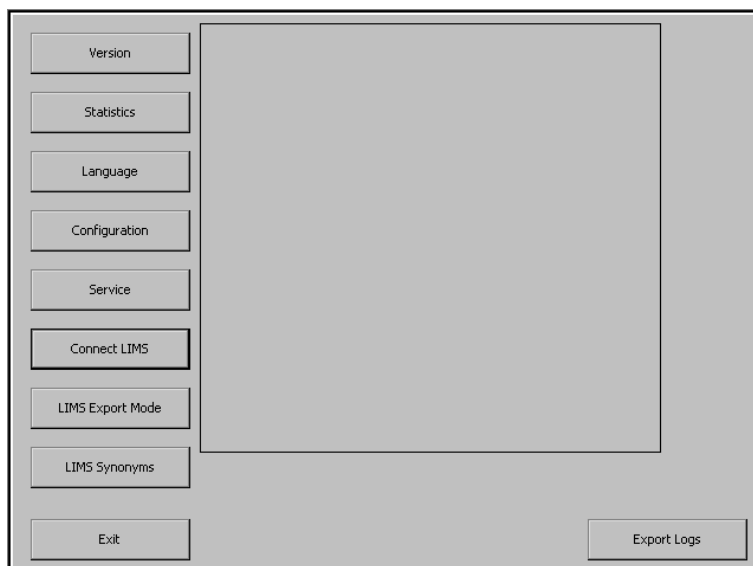 Version
Statistics
Language
Configuration
Service
Connect LIMS
LIMS Export Mode
LIMS Synonyms
Exit
Export Logs